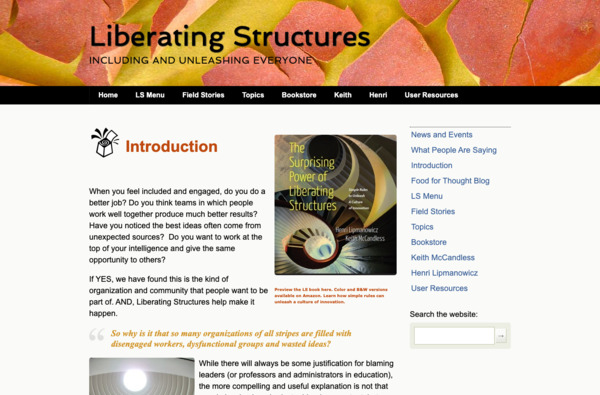 Liberating Structures
INCLUDING AND UNLEASHING EVERYONE
Home
LS Menu
Field Stories
Topics
Bookstore
Keith
Henri
User Resources
Introduction
When you feel included and engaged, do you do a
better job? Do you think teams in which people
work well together produce much better results?
Have you noticed the best ideas often come from
unexpected sources?  Do you want to work at the
top of your intelligence and give the same
opportunity to others?
If YES, we have found this is the kind of
organization and community that people want to be
part of. AND, Liberating Structures help make it
happen.
The
Surprising
Power of
Liberating
Structures
Simple Rules
to Unleash
A Culture
of Innovation
Henri Lipmanowicz
Keith McCandless
Preview the LS book here. Color and B&W versions
available on Amazon. Learn how simple rules can
unleash a culture of innovation.
So why is it that so many organizations of all stripes are filled with
disengaged workers, dysfunctional groups and wasted ideas?
While there will always be some justification for blaming
leaders (or professors and administrators in education),
the more compelling and useful explanation is not that
News and Events
What People Are Saying
Introduction
Food for Thought Blog
LS Menu
Field Stories
Topics
Bookstore
Keith McCandless
Henri Lipmanowicz
User Resources
Search the website: